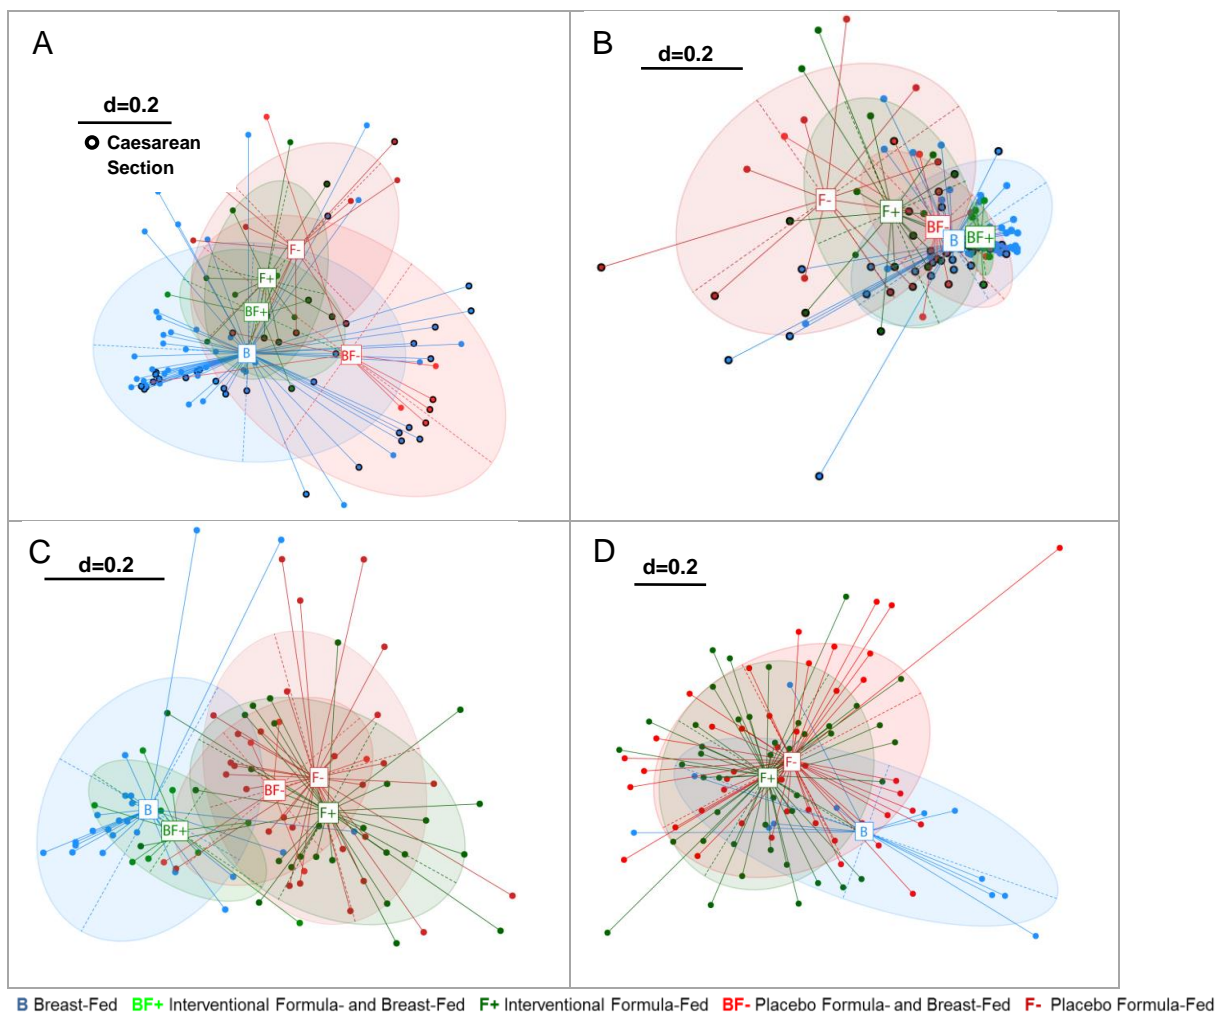 A
d=0.2
Caesarean
Section
F-
F+
BF+
B
BF-
B
d=0.2
F-
F+
BF-
B
BF+
C
d=0.2
B
BF+
BF-
F-
F+
D
d=0.2
F-
F+
B
B Breast-Fed BF+ Interventional Formula- and Breast-Fed F+ Interventional Formula-Fed BF- Placebo Formula- and Breast-Fed F- Placebo Formula-Fed